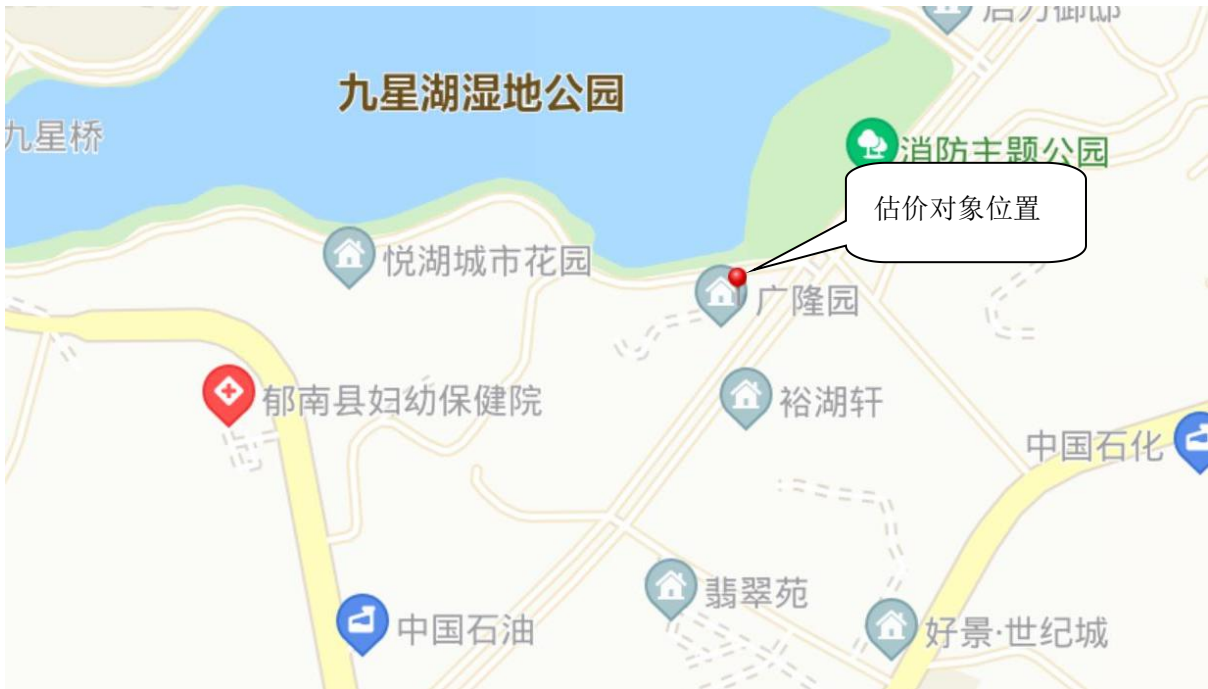 九星湖湿地公园
九星桥
消防主题公园
估价对象位置
悦湖城市花园
广隆园
郁南县妇幼保健院
裕湖轩
中国石化
翡翠苑
中国石油
好景·世纪城